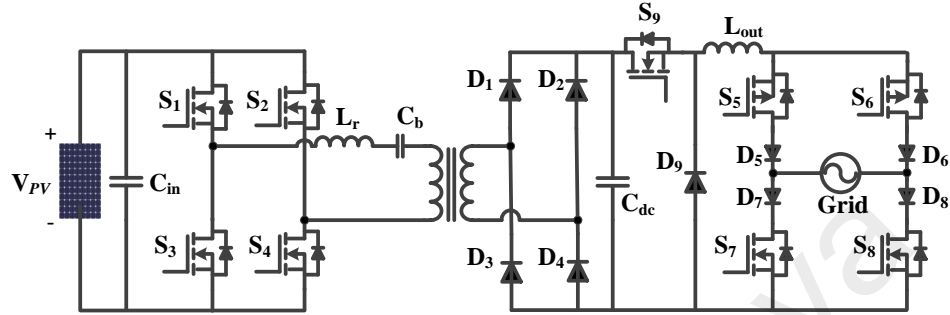 S9
Lout
S1
S2
D1
D2
S5
S6
Lr
Cb
+
VPV
-
Cin
D5
D6
D9
Cdc
Grid
D7
D8
S3
S4
D3
D4
S7
S8